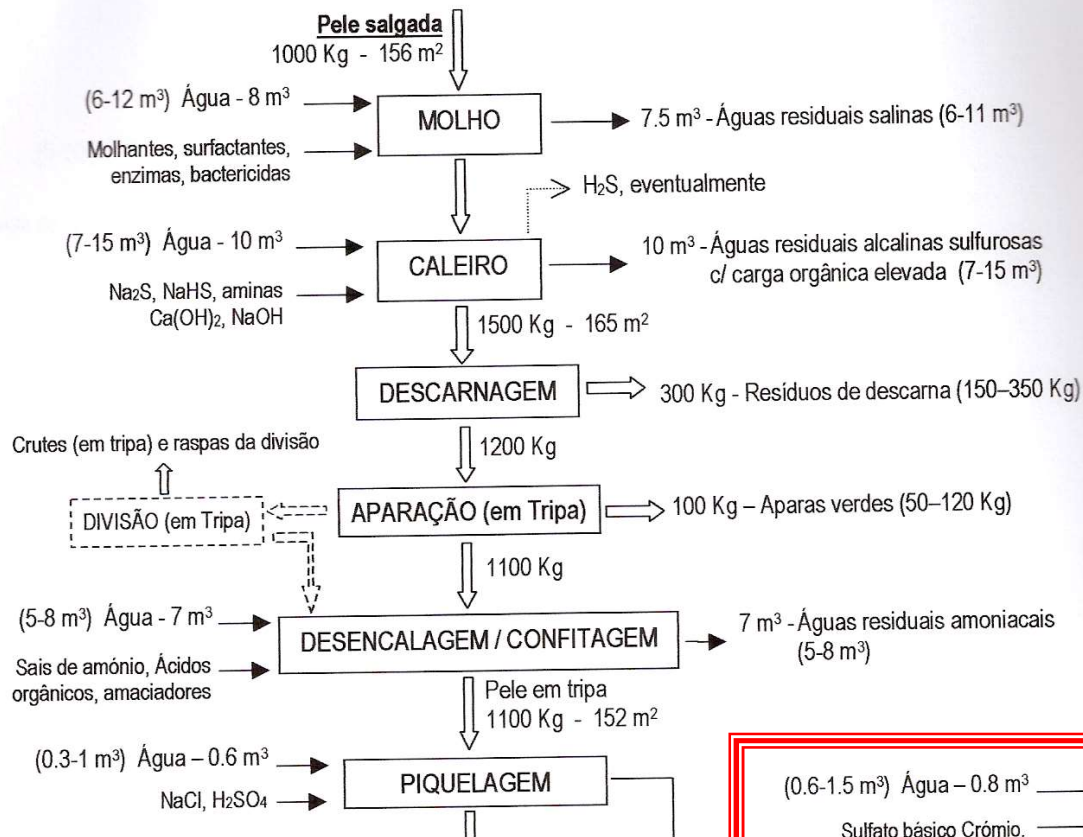 Pele salgada
1000 Kg - 156 m²
(6-12 m³) Água - 8 m³
MOLHO
7.5 m³ - Águas residuais salinas (6-11 m³)
Molhantes, surfactantes,
enzimas, bactericidas
H₂S, eventualmente
(7-15 m³) Água - 10 m³
CALEIRO
10 m³ - Águas residuais alcalinas sulfurosas
c/ carga orgânica elevada (7-15 m³)
Na₂S, NaHS, aminas
Ca(OH)₂, NaOH
1500 Kg - 165 m²
DESCARNAGEM
300 Kg - Resíduos de descarna (150–350 Kg)
1200 Kg
Crutes (em tripa) e raspas da divisão
DIVISÃO (em Tripa)
APARAÇÃO (em Tripa)
100 Kg – Aparas verdes (50–120 Kg)
1100 Kg
(5-8 m³) Água - 7 m³
DESENCALAGEM / CONFITAGEM
7 m³ - Águas residuais amoniacais
(5-8 m³)
Sais de amónio, Ácidos
orgânicos, amaciadores
Pele em tripa
1100 Kg - 152 m²
(0.3-1 m³) Água – 0.6 m³
PIQUELAGEM
NaCl, H₂SO₄
(0.6-1.5 m³) Água – 0.8 m³
Sulfato básico Crómio,